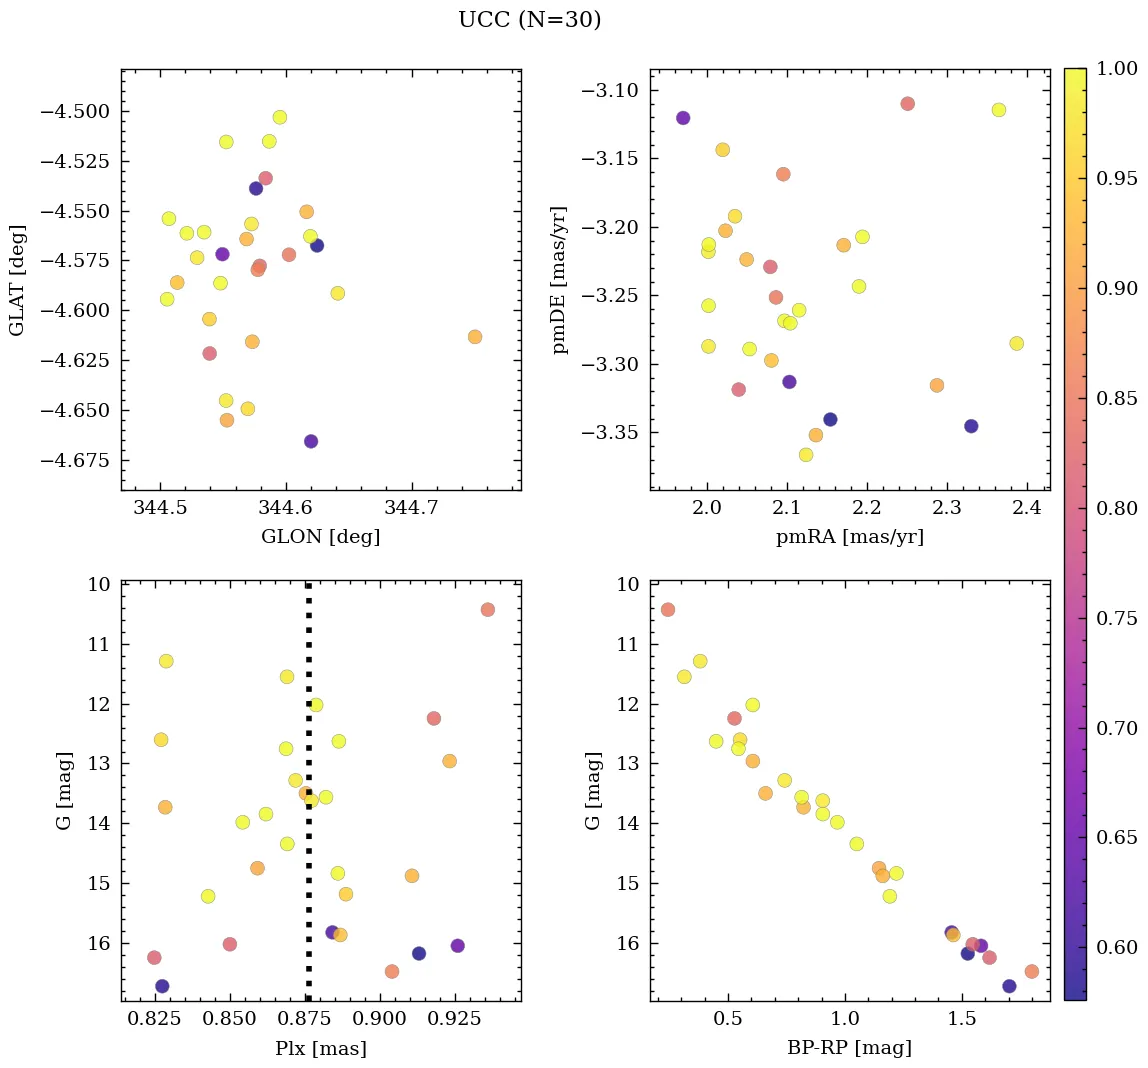 UCC (N=30)
−4.500
−4.525
−4.550
−4.575
−4.600
−4.625
−4.650
−4.675
GLAT [deg]
344.5 344.6 344.7
GLON [deg]
−3.10
−3.15
−3.20
−3.25
−3.30
−3.35
pmDE [mas/yr]
2.0 2.1 2.2 2.3 2.4
pmRA [mas/yr]
10
11
12
13
14
15
16
G [mag]
0.825 0.850 0.875 0.900 0.925
Plx [mas]
10
11
12
13
14
15
16
G [mag]
0.5 1.0 1.5
BP-RP [mag]
1.00
0.95
0.90
0.85
0.80
0.75
0.70
0.65
0.60